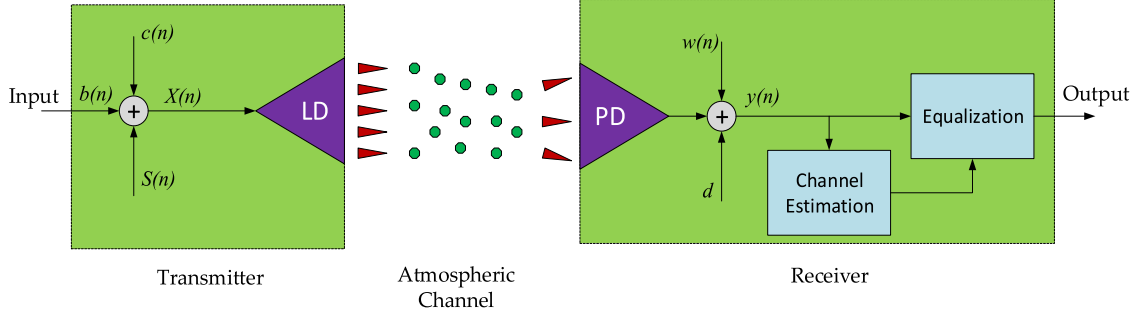 c(n)
Input
b(n)
+
X(n)
LD
S(n)
Transmitter
Atmospheric
Channel
PD
w(n)
+
y(n)
d
Channel
Estimation
Equalization
Output
Receiver